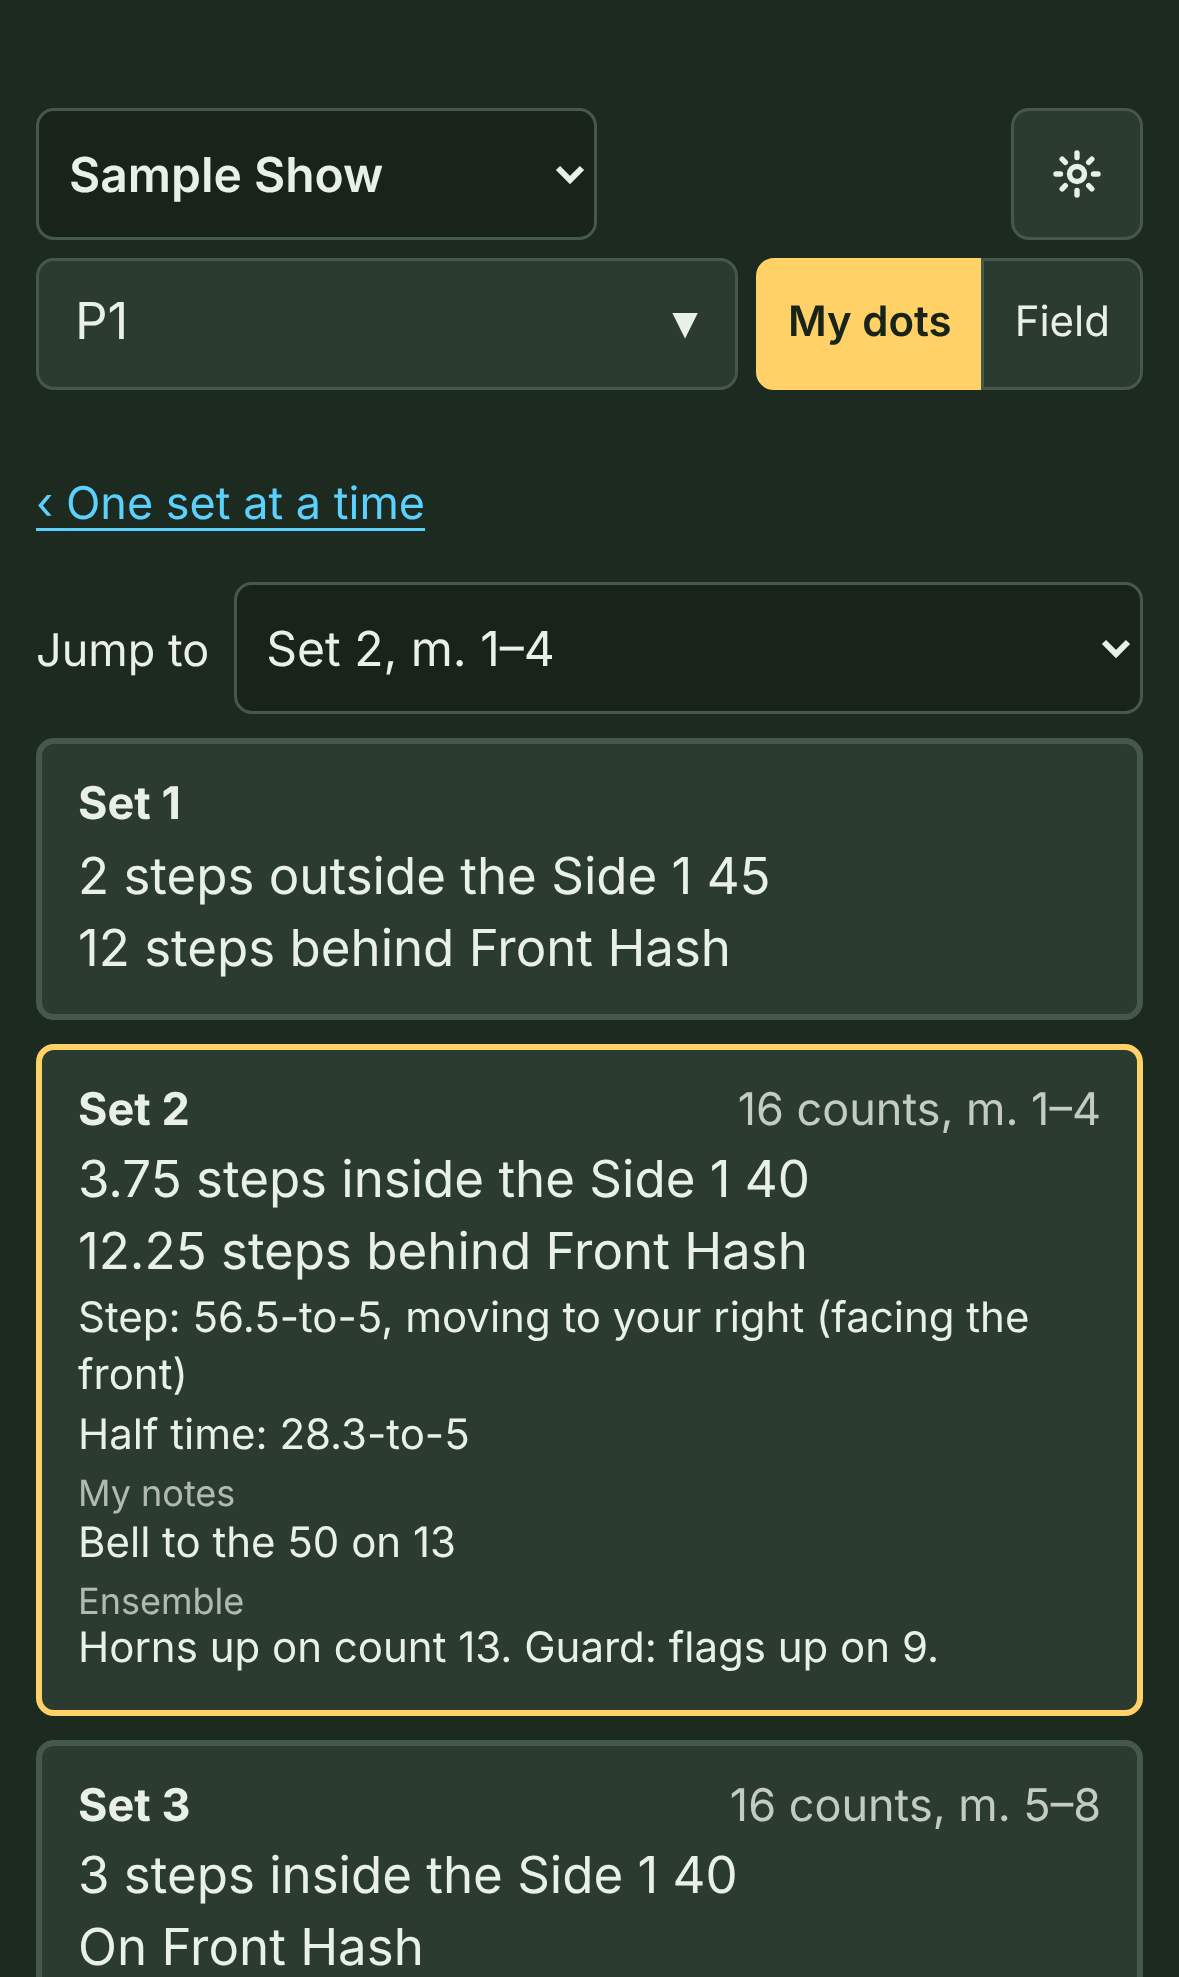 Sample Show
P1
My dots
Field
‹ One set at a time
Jump to
Set 2, m. 1–4
Set 1
2 steps outside the Side 1 45
12 steps behind Front Hash
Set 2
16 counts, m. 1–4
3.75 steps inside the Side 1 40
12.25 steps behind Front Hash
Step: 56.5-to-5, moving to your right (facing the
front)
Half time: 28.3-to-5
My notes
Bell to the 50 on 13
Ensemble
Horns up on count 13. Guard: flags up on 9.
Set 3
16 counts, m. 5–8
3 steps inside the Side 1 40
On Front Hash